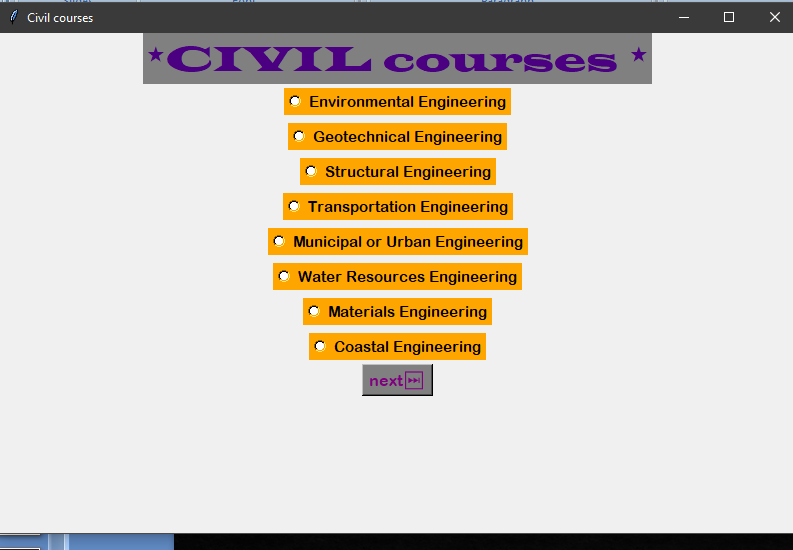 Civil courses
★CIVIL courses ★
Environmental Engineering
Geotechnical Engineering
Structural Engineering
Transportation Engineering
Municipal or Urban Engineering
Water Resources Engineering
Materials Engineering
Coastal Engineering
next⏭